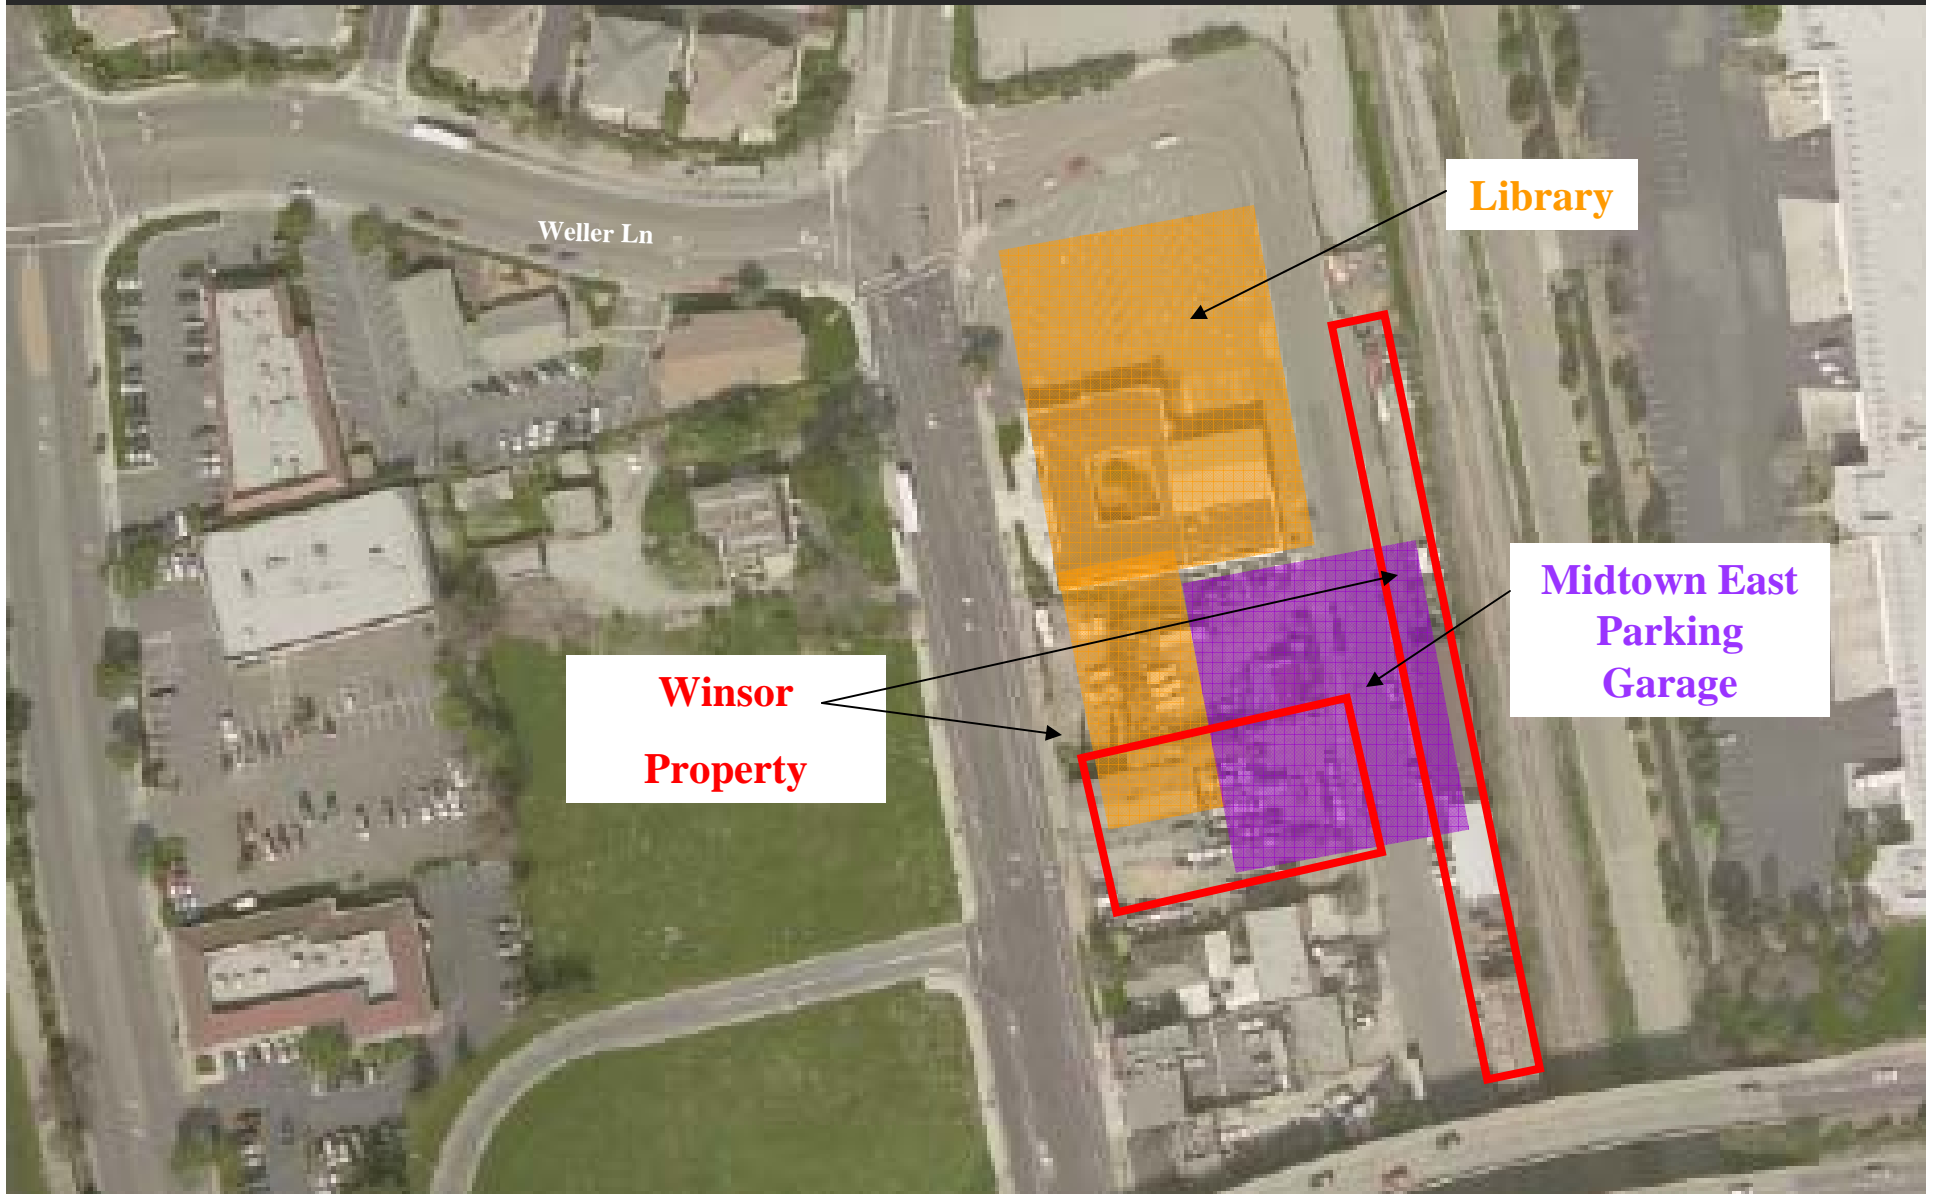 Library
Weller Ln
Midtown East
Parking
Garage
Winsor
Property